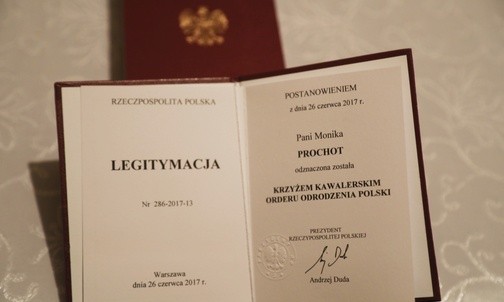 RZECZPOSPOLITA POLSKA
LEGITYMACJA
Nr 286-2017-13
Warszawa
dnia 26 czerwca 2017 r.
POSTANOWIENIEM
z dnia 26 czerwca 2017 r.
Pani Monika
PROCHOT
odznaczona została
KRZYŻEM KAWALERSKIM
ORDERU ODRODZENIA POLSKI
PREZYDENT
RZECZYPOSPOLITEJ POLSKIEJ
Andrzej Duda